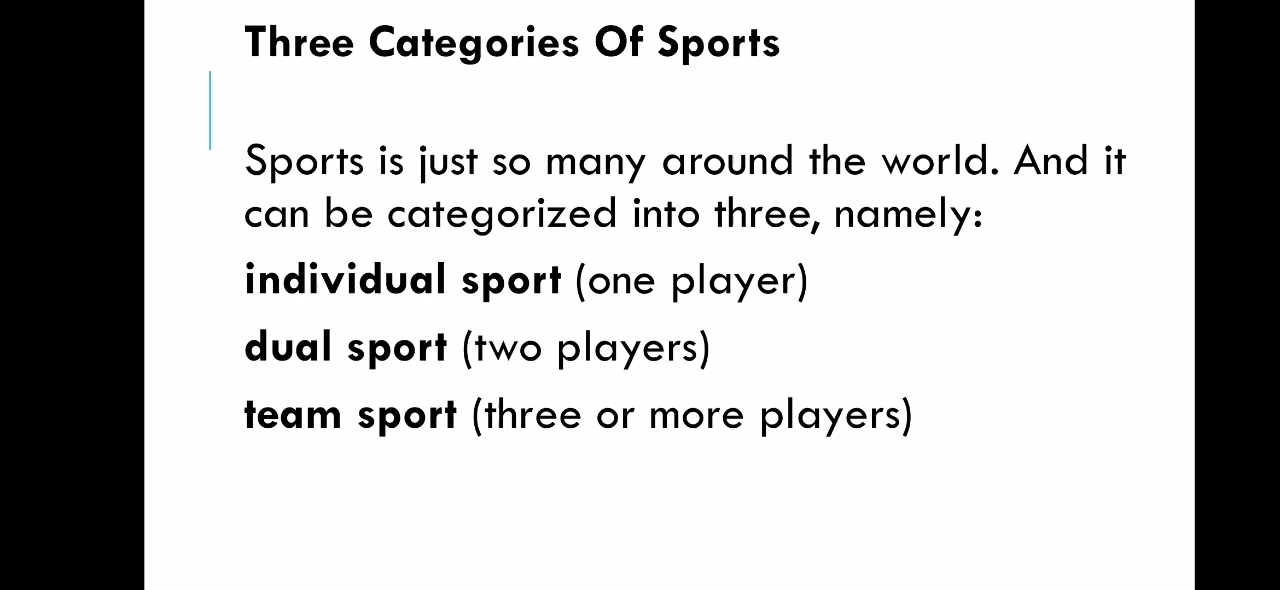 Three Categories Of Sports
Sports is just so many around the world. And it
can be categorized into three, namely:
individual sport (one player)
dual sport (two players)
team sport (three or more players)